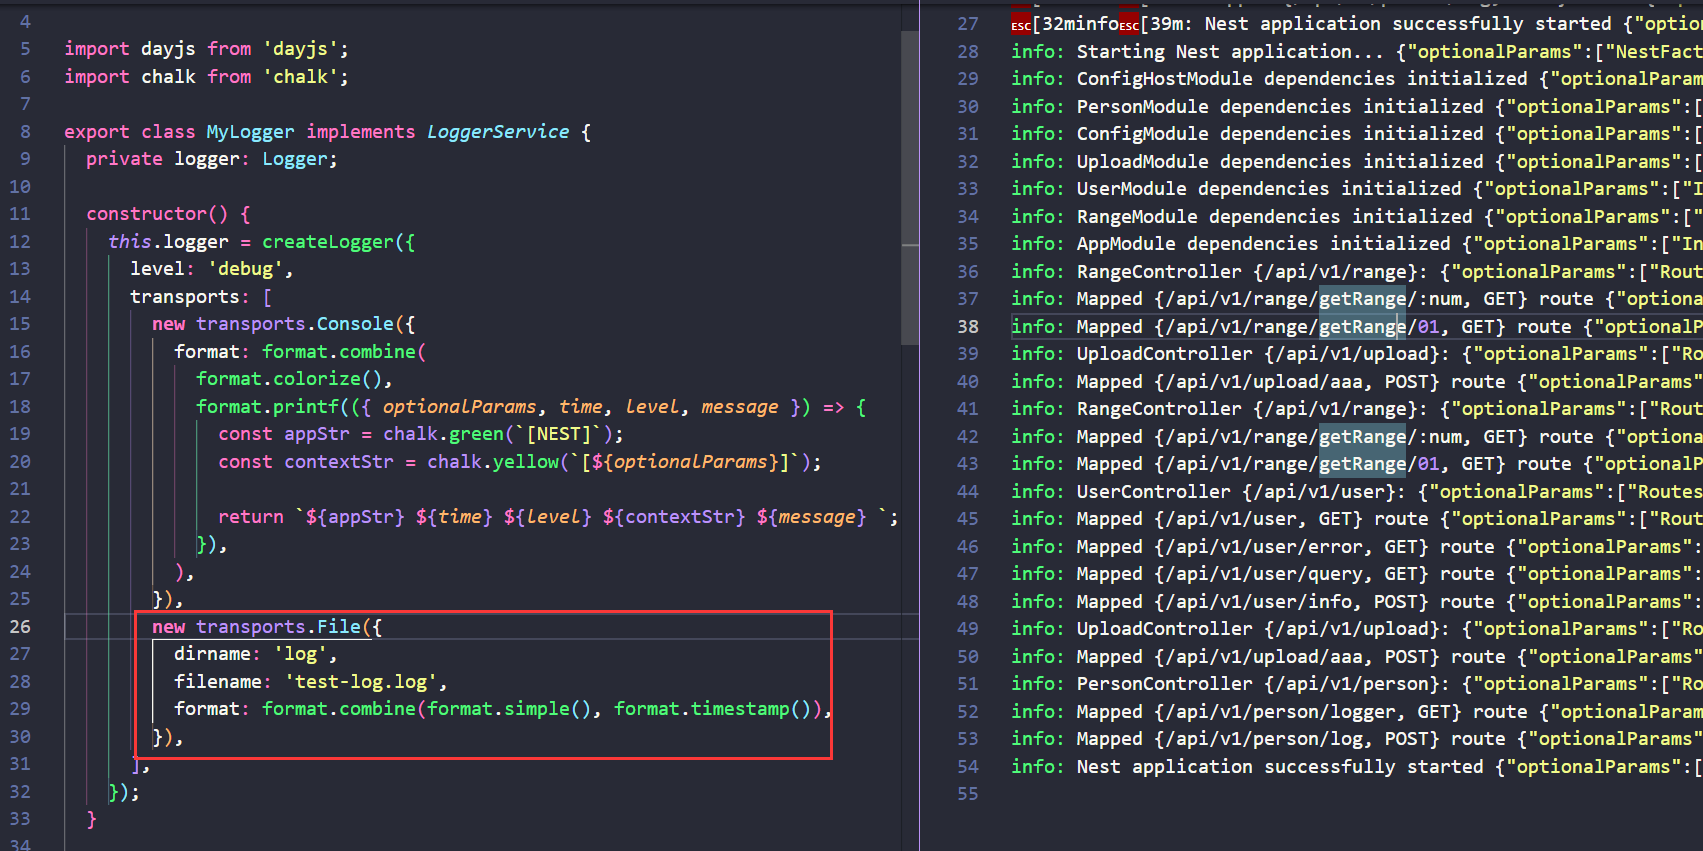 4
5 import dayjs from 'dayjs';
6 import chalk from 'chalk';
7
8 export class MyLogger implements LoggerService {
9 private logger: Logger;
10
11 constructor() {
12 this.logger = createLogger({
13 level: 'debug',
14 transports: [
15 new transports.Console({
16 format: format.combine(
17 format.colorize(),
18 format.printf(({ optionalParams, time, level, message }) => {
19 const appStr = chalk.green(`[NEST]`);
20 const contextStr = chalk.yellow(`[${optionalParams}]`);
21
22 return `${appStr} ${time} ${level} ${contextStr} ${message} `;
23 }),
24 ),
25 }),
26 new transports.File({
27 dirname: 'log',
28 filename: 'test-log.log',
29 format: format.combine(format.simple(), format.timestamp()),
30 }),
31 ],
32 });
33 }
34
27 ESC[32minfoESC[39m: Nest application successfully started {"option
28 info: Starting Nest application... {"optionalParams":["NestFact
29 info: ConfigHostModule dependencies initialized {"optionalParam
30 info: PersonModule dependencies initialized {"optionalParams":[
31 info: ConfigModule dependencies initialized {"optionalParams":[
32 info: UploadModule dependencies initialized {"optionalParams":[
33 info: UserModule dependencies initialized {"optionalParams":["I
34 info: RangeModule dependencies initialized {"optionalParams":["
35 info: AppModule dependencies initialized {"optionalParams":["In
36 info: RangeController {/api/v1/range}: {"optionalParams":["Rout
37 info: Mapped {/api/v1/range/getRange/:num, GET} route {"optiona
38 info: Mapped {/api/v1/range/getRange/01, GET} route {"optionalP
39 info: UploadController {/api/v1/upload}: {"optionalParams":["Ro
40 info: Mapped {/api/v1/upload/aaa, POST} route {"optionalParams"
41 info: RangeController {/api/v1/range}: {"optionalParams":["Rout
42 info: Mapped {/api/v1/range/getRange/:num, GET} route {"optiona
43 info: Mapped {/api/v1/range/getRange/01, GET} route {"optionalP
44 info: UserController {/api/v1/user}: {"optionalParams":["Routes
45 info: Mapped {/api/v1/user, GET} route {"optionalParams":["Rout
46 info: Mapped {/api/v1/user/error, GET} route {"optionalParams":
47 info: Mapped {/api/v1/user/query, GET} route {"optionalParams":
48 info: Mapped {/api/v1/user/info, POST} route {"optionalParams":
49 info: UploadController {/api/v1/upload}: {"optionalParams":["Ro
50 info: Mapped {/api/v1/upload/aaa, POST} route {"optionalParams"
51 info: PersonController {/api/v1/person}: {"optionalParams":["Ro
52 info: Mapped {/api/v1/person/logger, GET} route {"optionalParam
53 info: Mapped {/api/v1/person/log, POST} route {"optionalParams"
54 info: Nest application successfully started {"optionalParams":[
55